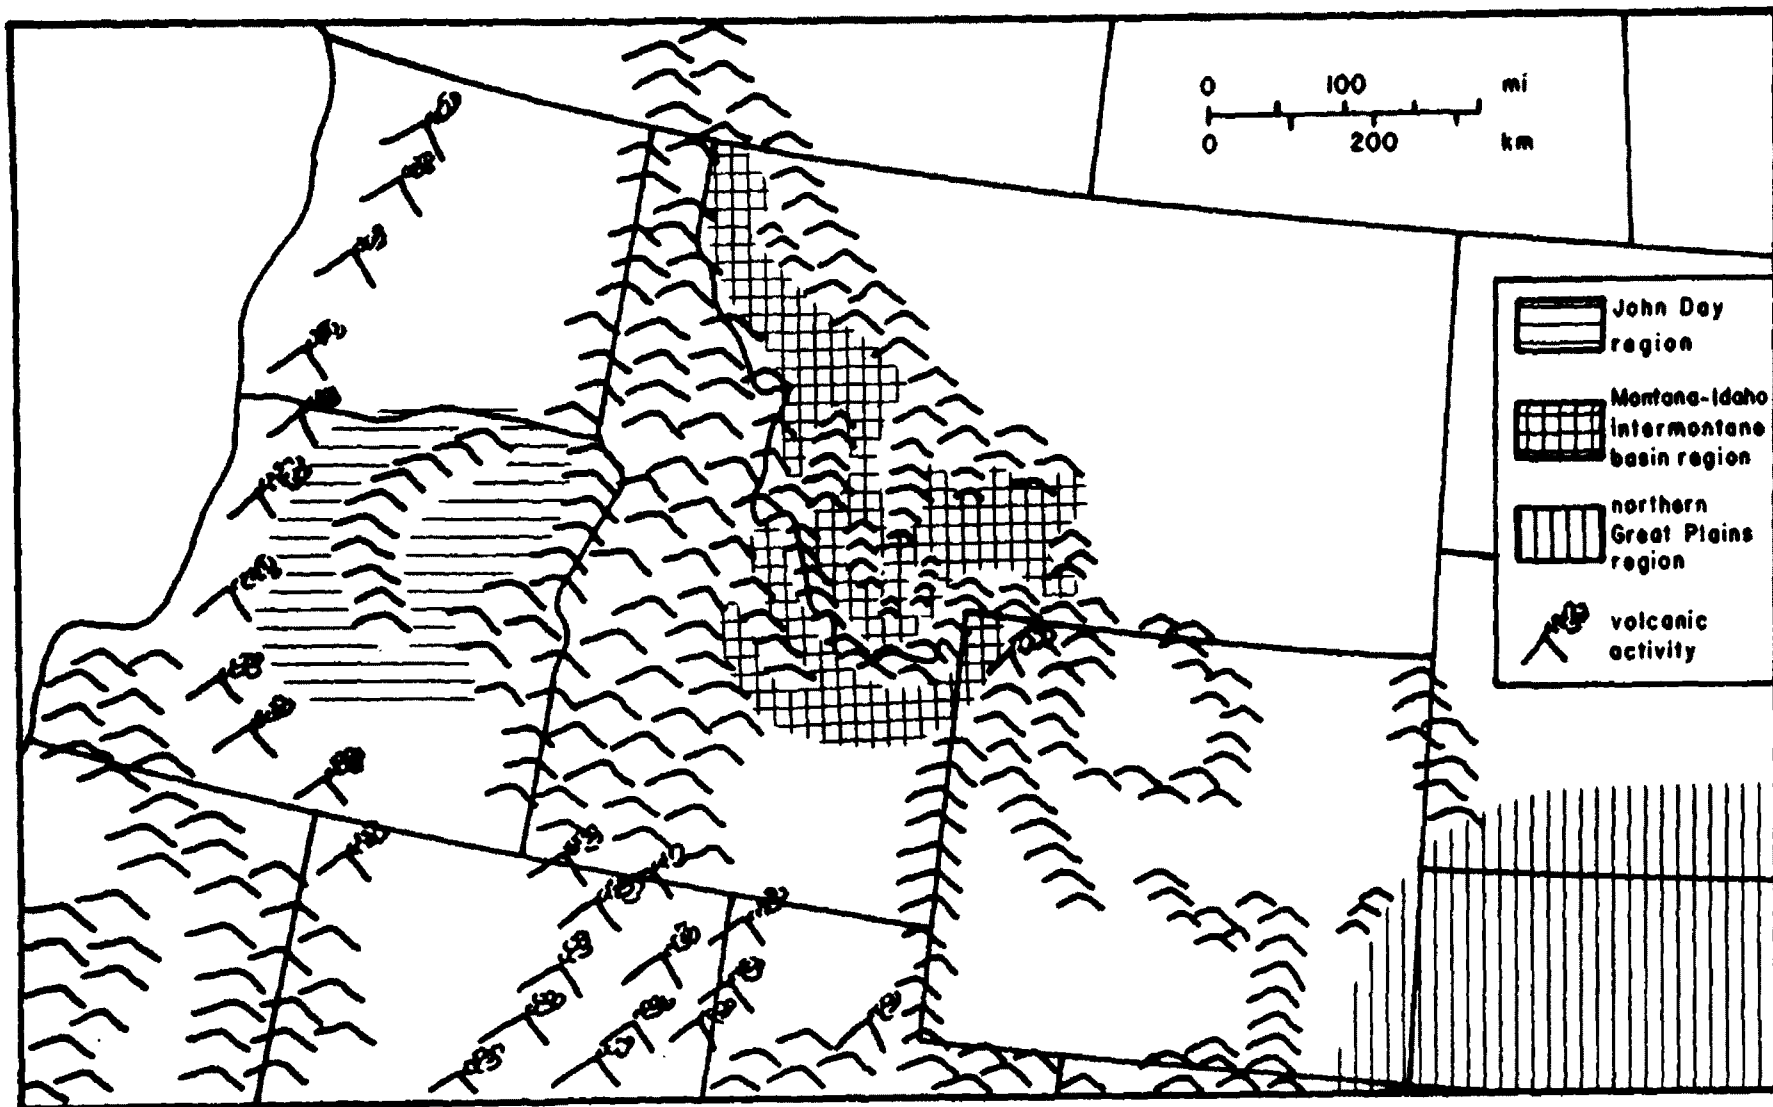 0 100 mi
0 200 km
John Day
region
Montana-Idaho
intermontane
basin region
northern
Great Plains
region
volcanic
activity